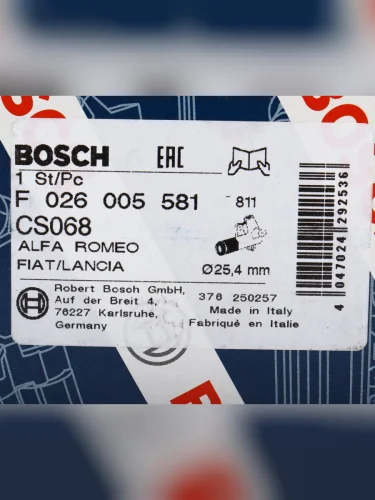 BOSCH EAC
1 St/Pc
F 026 005 581 811
CS068
ALFA ROMEO
FIAT/LANCIA Ø25,4 mm
Robert Bosch GmbH, 376 250257
Auf der Breit 4,
76227 Karlsruhe, Made in Italy
Germany Fabriqué en Italie
4 047024 292536